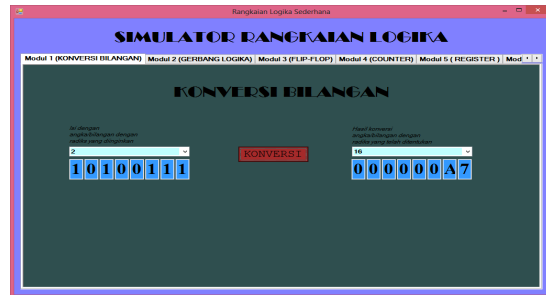 Rangkaian Logika Sederhana
SIMULATOR RANGKAIAN LOGIKA
Modul 1 (KONVERSI BILANGAN) Modul 2 (GERBANG LOGIKA) Modul 3 (FLIP-FLOP) Modul 4 (COUNTER) Modul 5 ( REGISTER ) Mod
KONVERSI BILANGAN
Isi dengan
angka/bilangan dengan
radiks yang diinginkan
2
1 0 1 0 0 1 1 1
KONVERSI
Hasil konversi
angka/bilangan dengan
radiks yang telah ditentukan
16
0 0 0 0 0 0 A 7